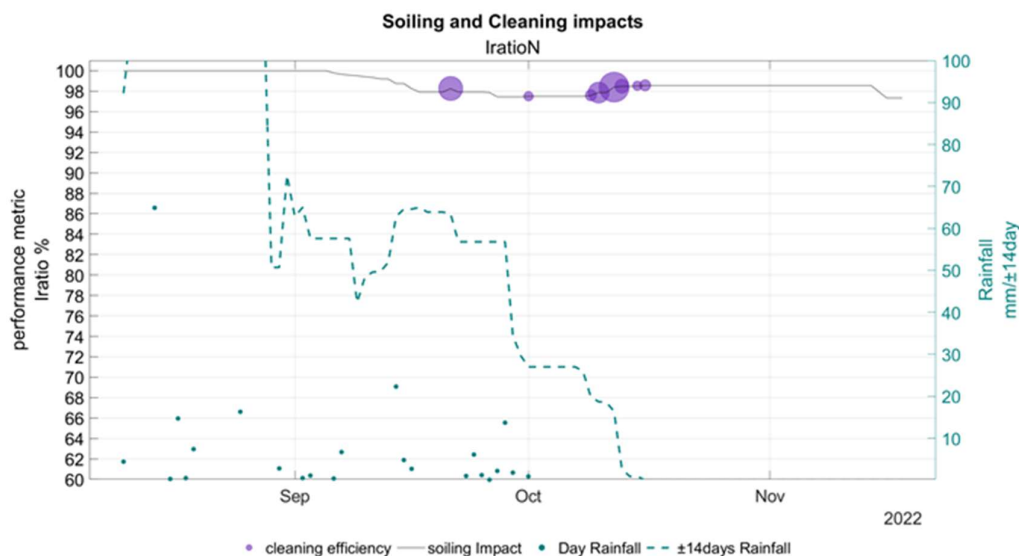 Soiling and Cleaning impacts
IratioN
performance metric
Iratio %
100
98
96
94
92
90
88
86
84
82
80
78
76
74
72
70
68
66
64
62
60
100
90
80
70
60
50
40
30
20
10
Rainfall
mm/±14day
Sep
Oct
Nov
2022
cleaning efficiency
soiling Impact
Day Rainfall
±14days Rainfall